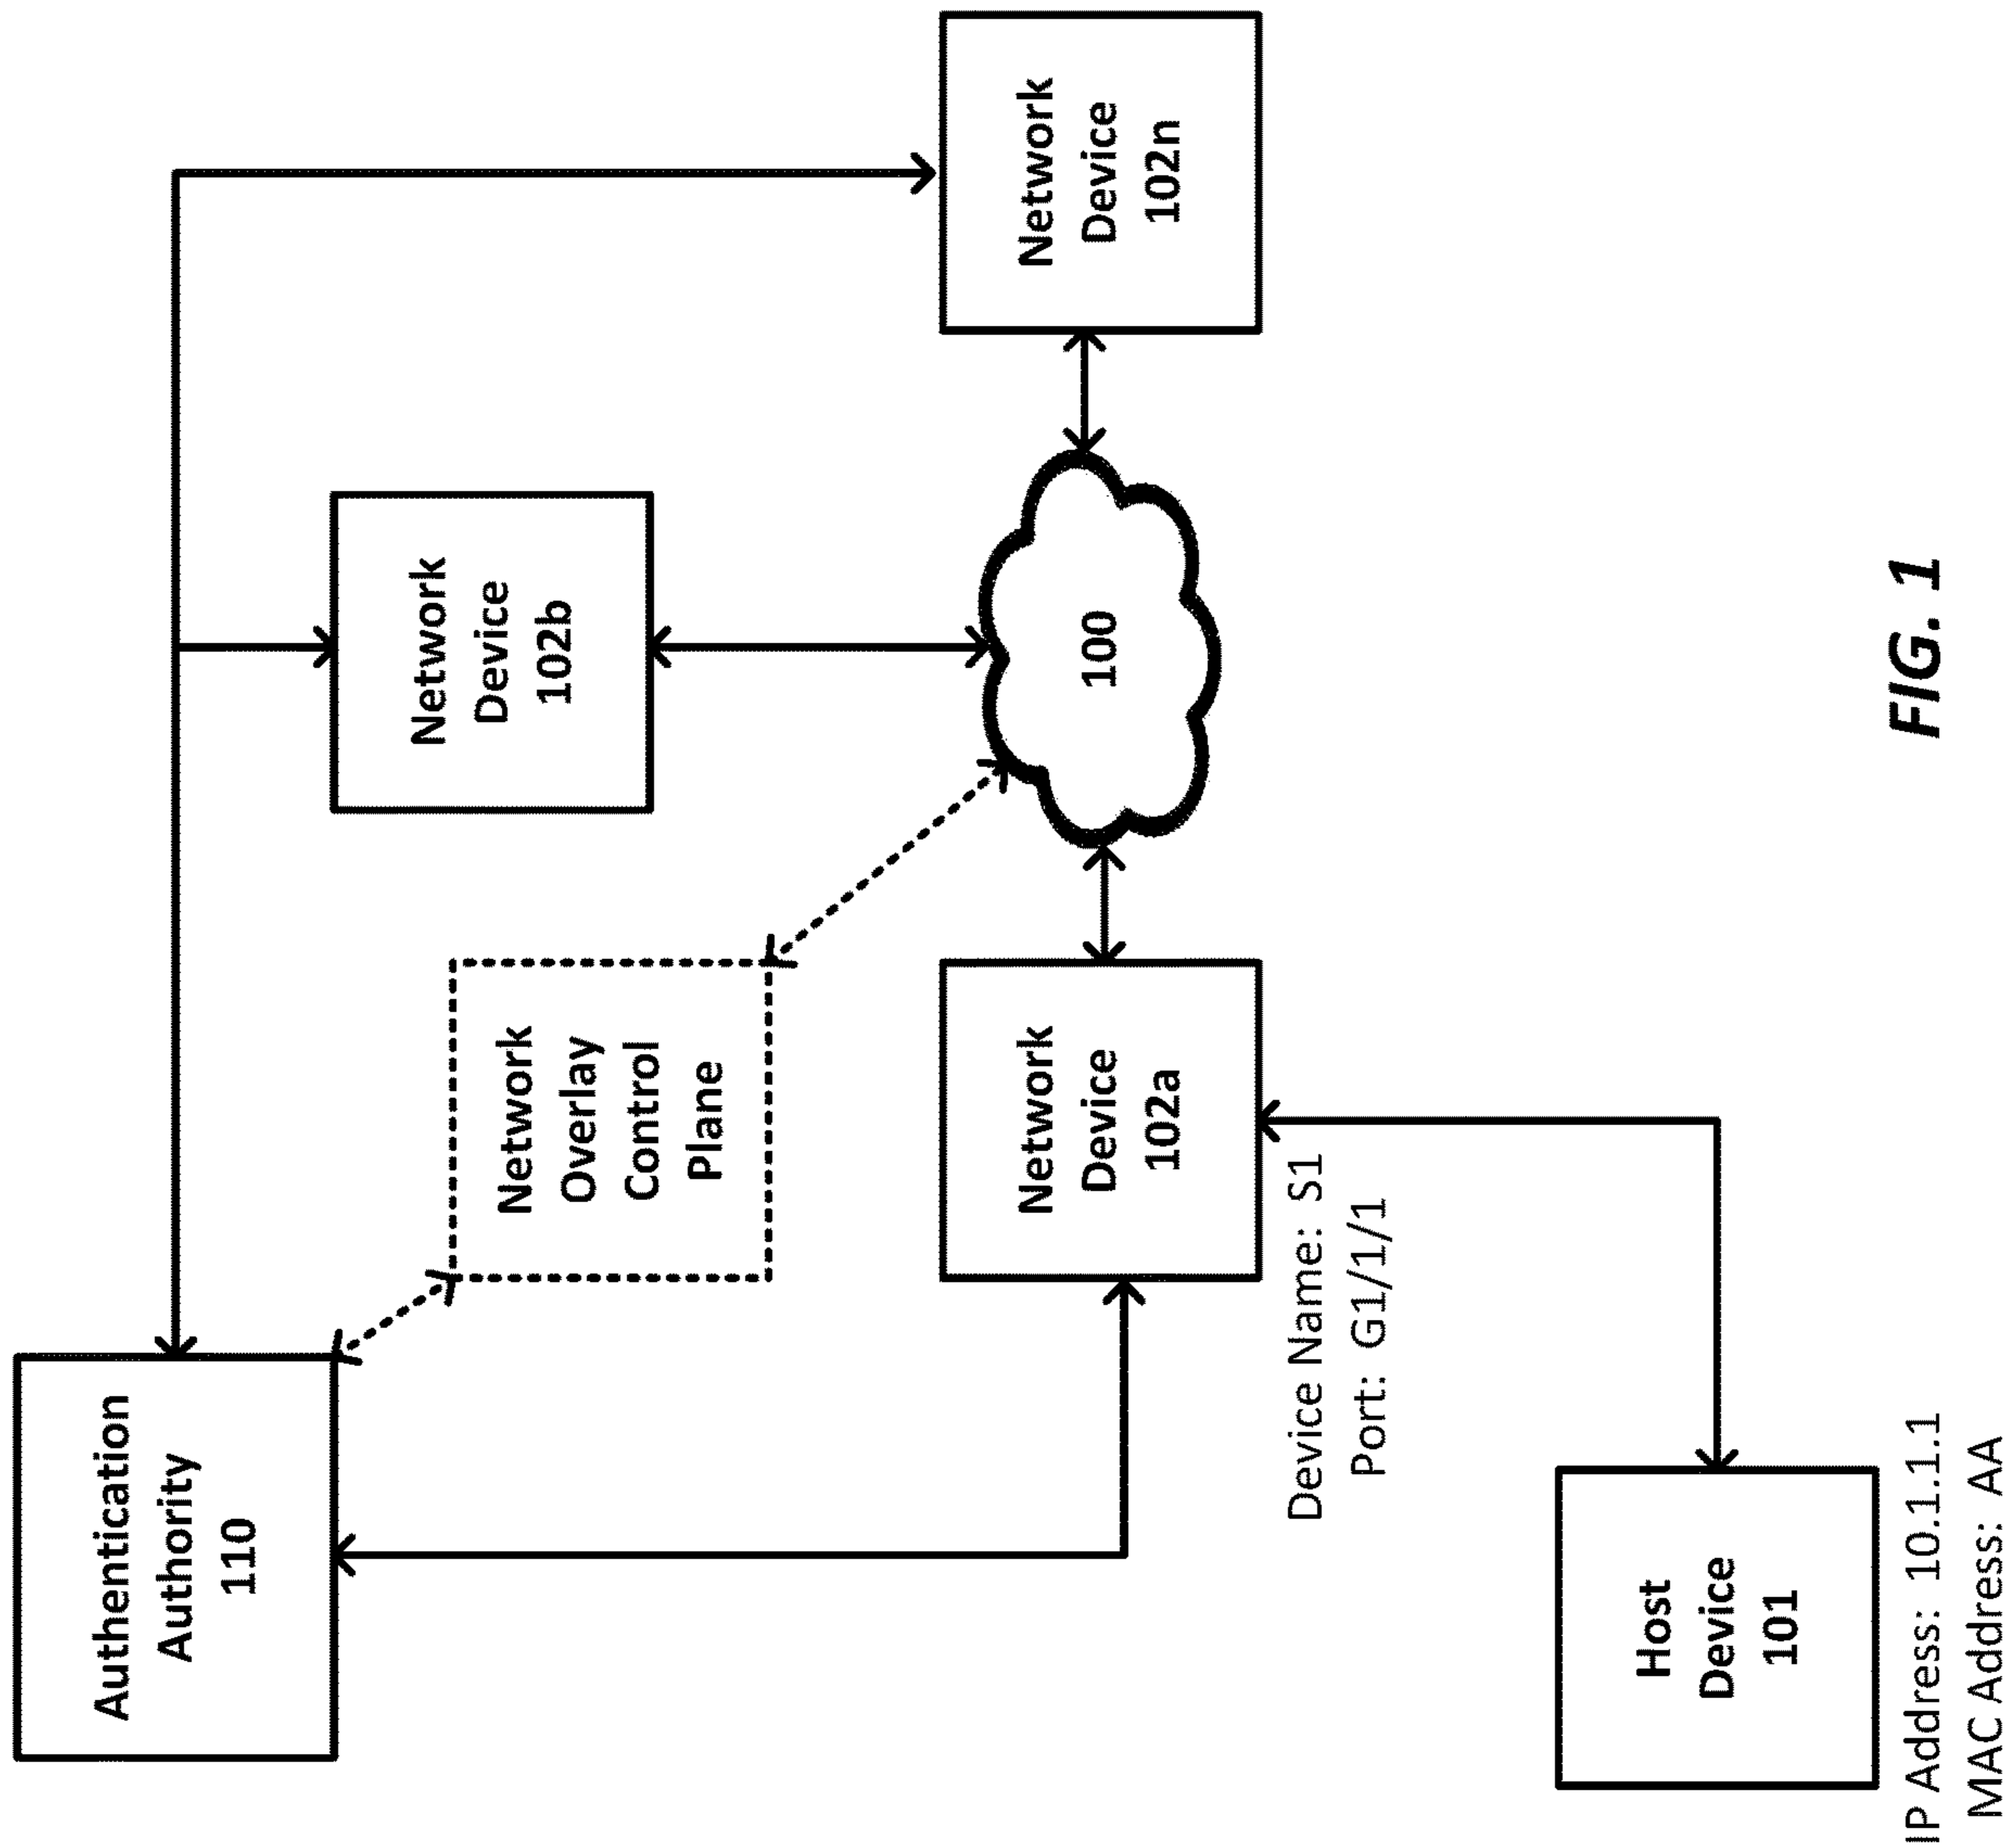 Authentication
Authority
110
Network
Overlay
Control
Plane
Network
Device
102b
Network
Device
102a
100
Network
Device
102n
Device Name: S1
Port: G1/1/1
Host
Device
101
IP Address: 10.1.1.1
MAC Address: AA
FIG. 1